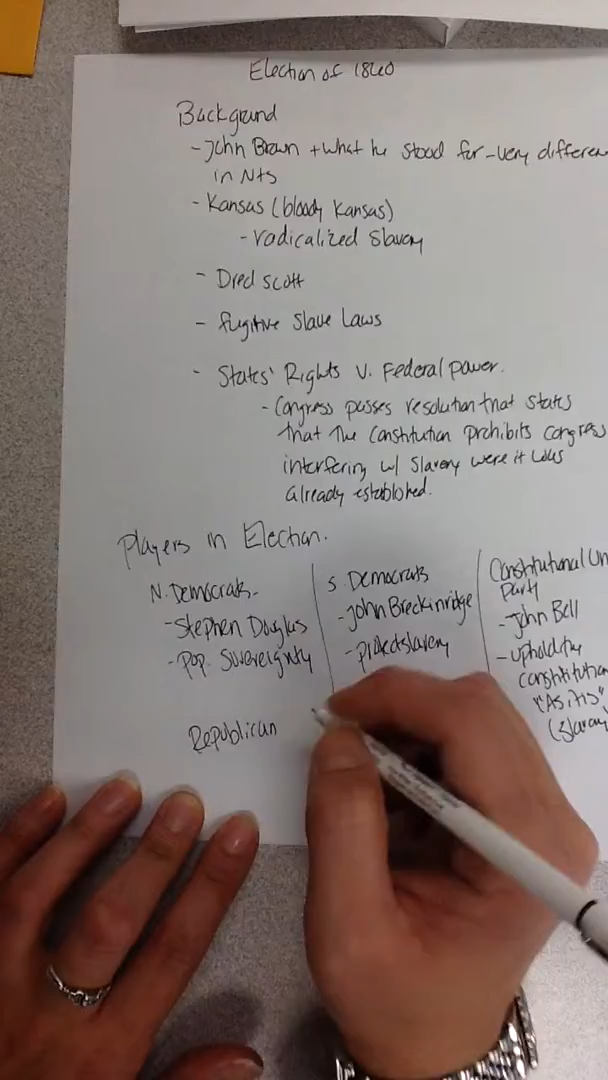 Election of 1860
Background
- John Brown + what he stood for - very differen
in Nts
- Kansas (bloody Kansas)
- radicalized slavery
- Dred Scott
- Fugitive Slave Laws
- States' Rights v. Federal power.
- Congress passes resolution that states
that the Constitution prohibits congress
interfering w/ slavery were it was
already established.
Players in Election.
N. Democrats -
- Stephen Douglas
- Pop. Sovereignty
S. Democrats
- John Breckinridge
- protect slavery
Constitutional Un
Party
- John Bell
- uphold the
constitution
"As it is"
(slavery
Republican